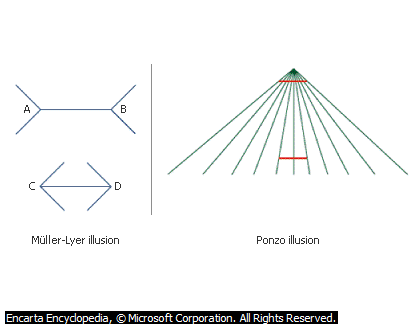 A B
C D
Müller-Lyer illusion
Ponzo illusion
Encarta Encyclopedia, © Microsoft Corporation. All Rights Reserved.